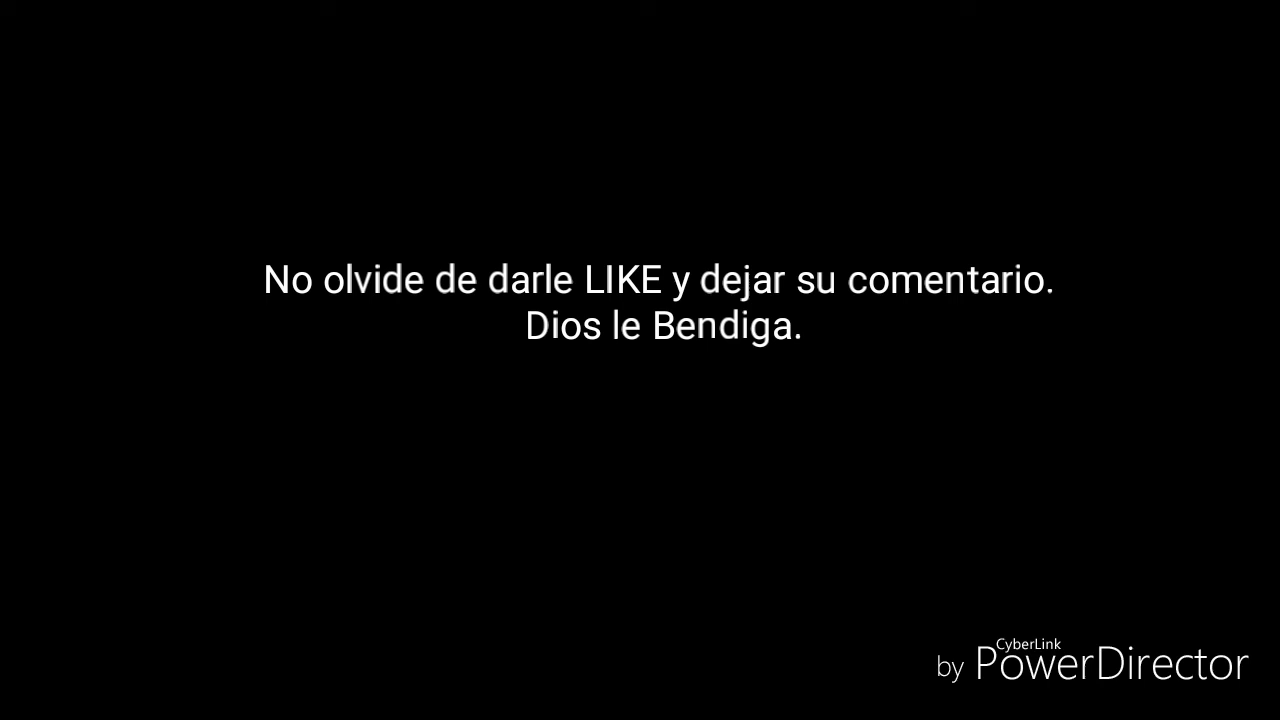 No olvide de darle LIKE y dejar su comentario.
Dios le Bendiga.
CyberLink
by PowerDirector